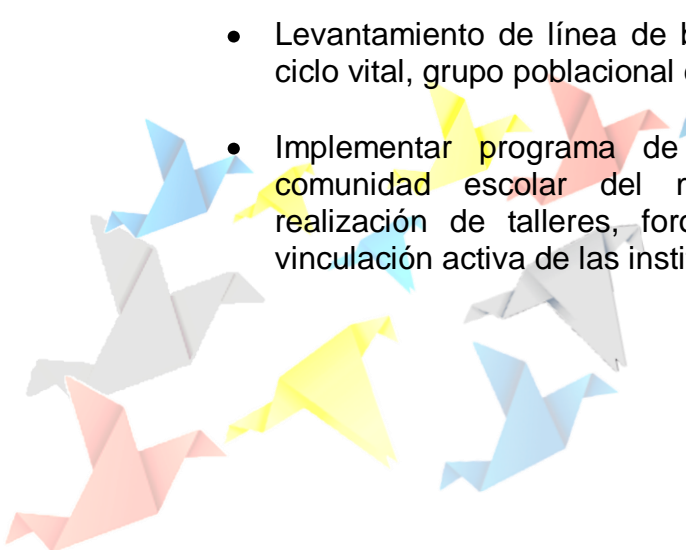 • Levantamiento de línea de
ciclo vital, grupo poblacional
• Implementar programa de
comunidad escolar del
realización de talleres,
vinculación activa de las